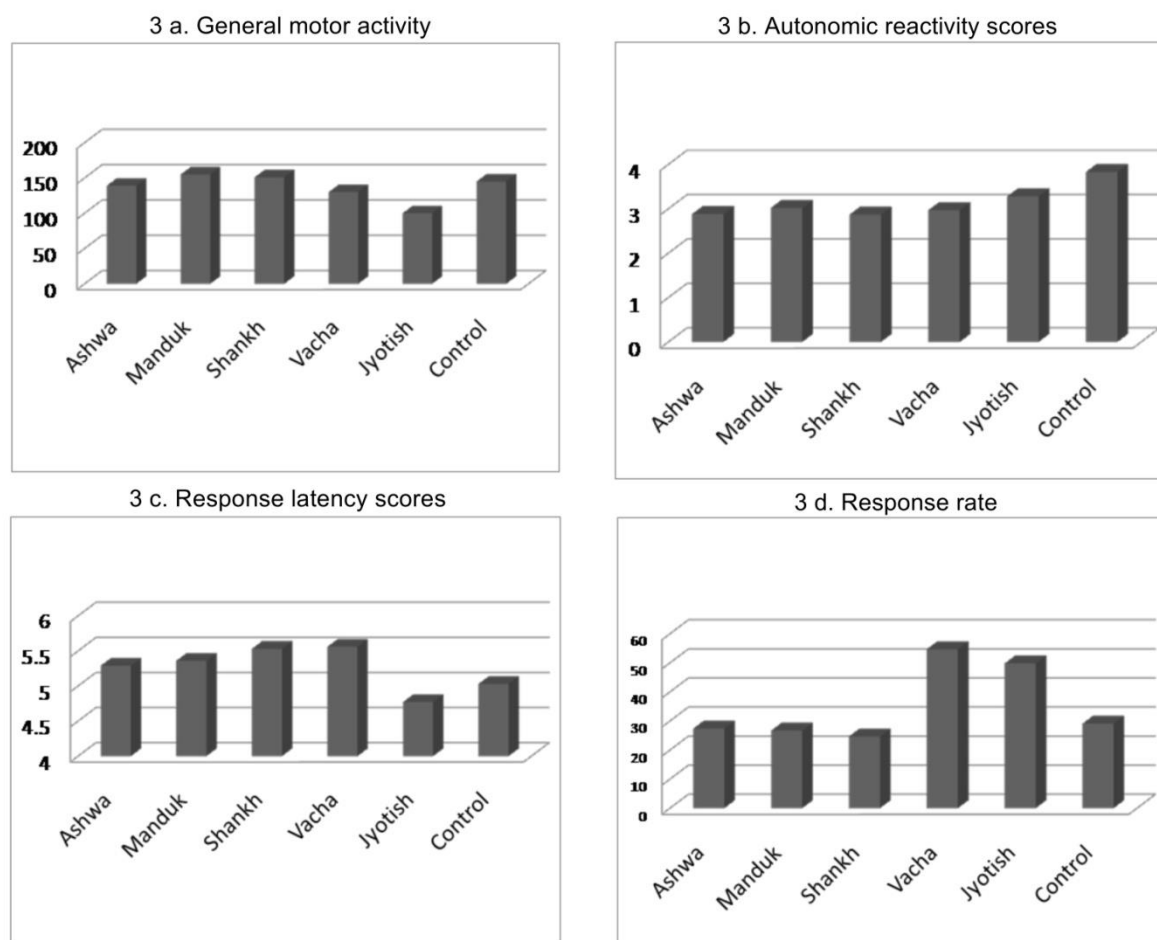 3 a. General motor activity
200
150
100
50
0
Ashwa
Manduk
Shankh
Vacha
Jyotish
Control
3 b. Autonomic reactivity scores
4
3
2
1
0
Ashwa
Manduk
Shankh
Vacha
Jyotish
Control
3 c. Response latency scores
6
5.5
5
4.5
4
Ashwa
Manduk
Shankh
Vacha
Jyotish
Control
3 d. Response rate
60
50
40
30
20
10
0
Ashwa
Manduk
Shankh
Vacha
Jyotish
Control